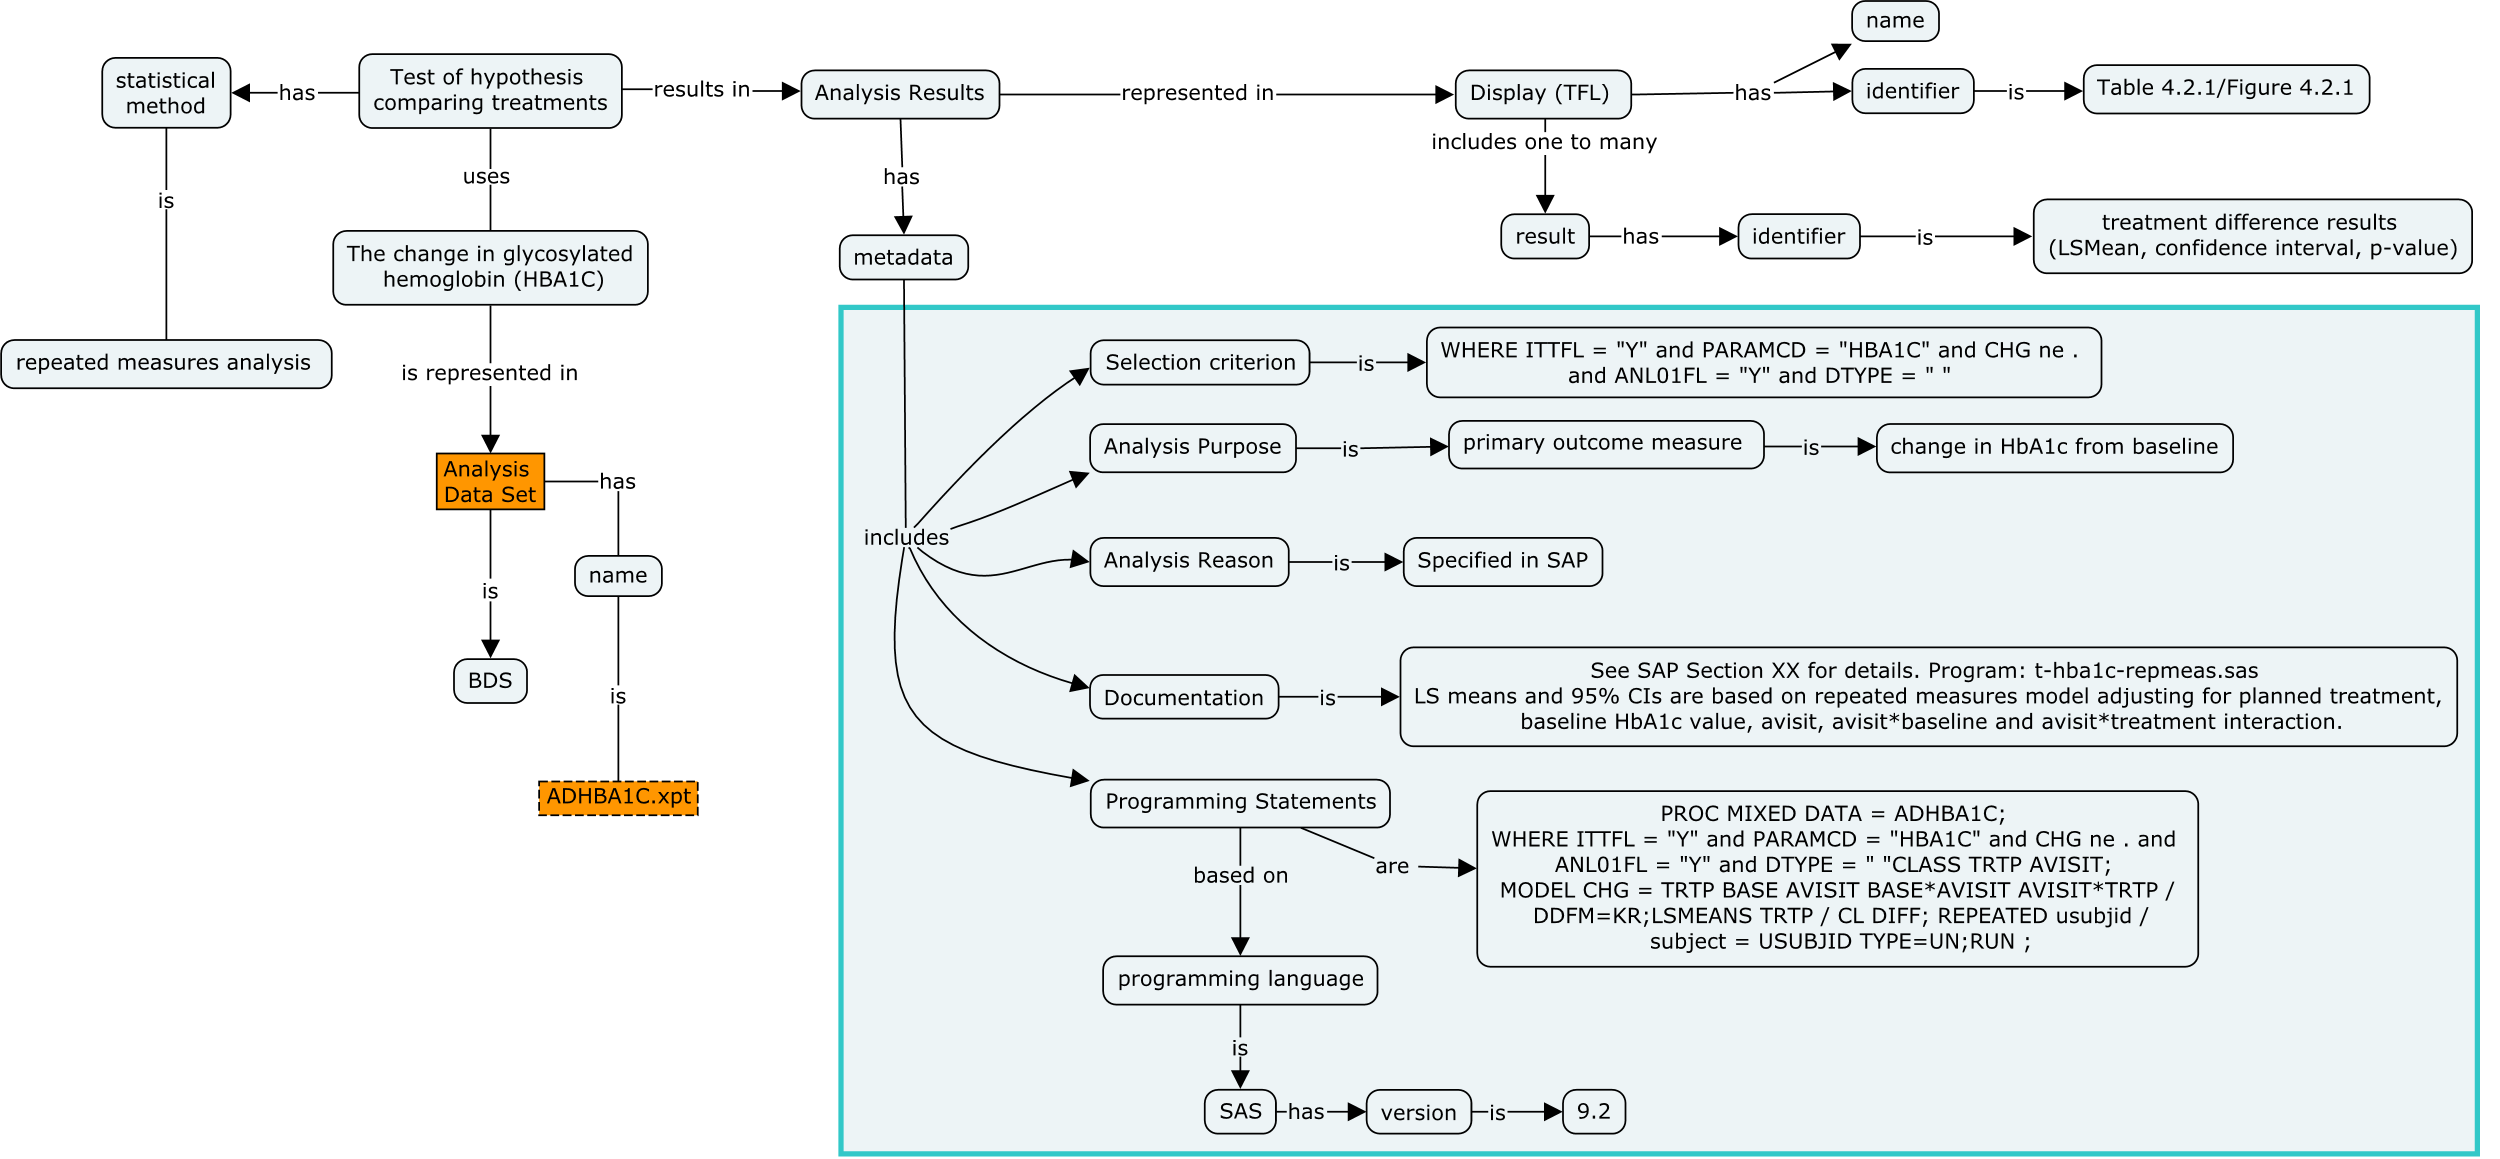 name
statistical
method
has
Test of hypothesis
comparing treatments
results in
Analysis Results
represented in
Display (TFL)
has
identifier
is
Table 4.2.1/Figure 4.2.1
includes one to many
uses
has
is
result
has
identifier
is
treatment difference results
(LSMean, confidence interval, p-value)
The change in glycosylated
hemoglobin (HBA1C)
metadata
repeated measures analysis
is represented in
Selection criterion
is
WHERE ITTFL = "Y" and PARAMCD = "HBA1C" and CHG ne .
and ANL01FL = "Y" and DTYPE = " "
Analysis Purpose
is
primary outcome measure
is
change in HbA1c from baseline
Analysis
Data Set
has
includes
Analysis Reason
is
Specified in SAP
name
is
BDS
is
Documentation
is
See SAP Section XX for details. Program: t-hba1c-repmeas.sas
LS means and 95% CIs are based on repeated measures model adjusting for planned treatment,
baseline HbA1c value, avisit, avisit*baseline and avisit*treatment interaction.
ADHBA1C.xpt
Programming Statements
based on
are
PROC MIXED DATA = ADHBA1C;
WHERE ITTFL = "Y" and PARAMCD = "HBA1C" and CHG ne . and
ANL01FL = "Y" and DTYPE = " "CLASS TRTP AVISIT;
MODEL CHG = TRTP BASE AVISIT BASE*AVISIT AVISIT*TRTP /
DDFM=KR;LSMEANS TRTP / CL DIFF; REPEATED usubjid /
subject = USUBJID TYPE=UN;RUN ;
programming language
is
SAS
has
version
is
9.2